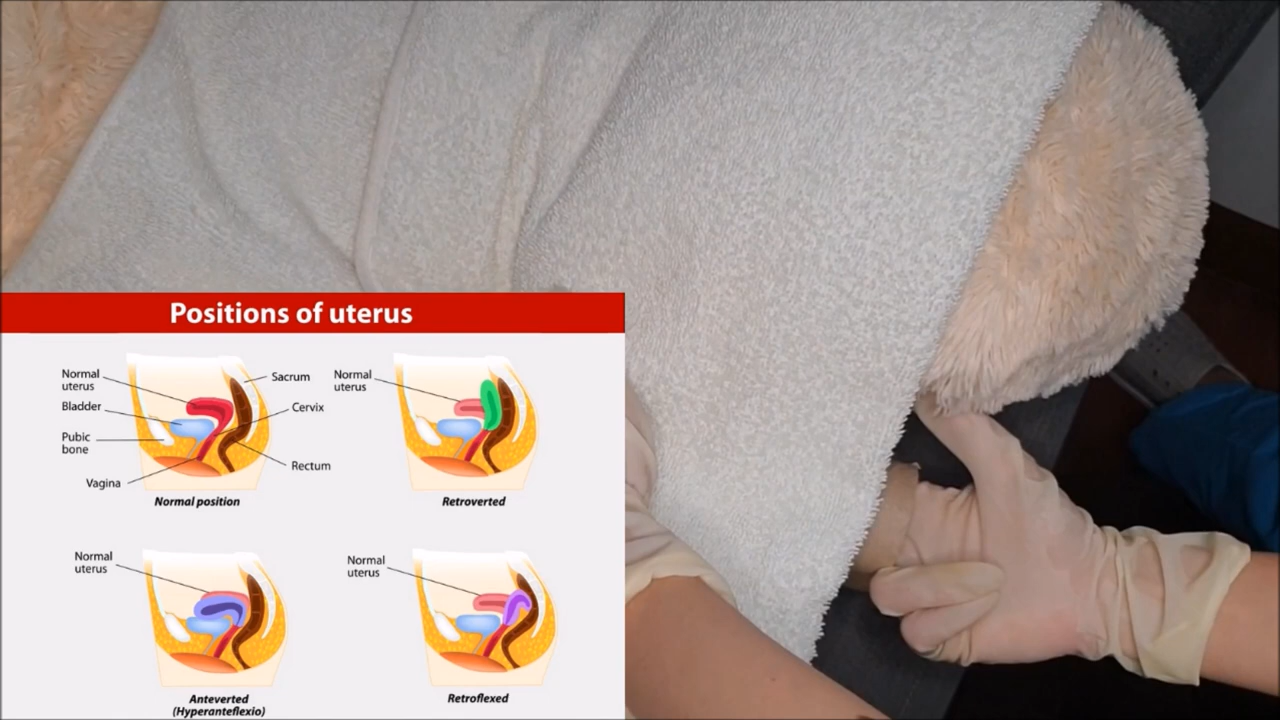 Positions of uterus
Normal
uterus
Bladder
Pubic
bone
Vagina
Sacrum
Cervix
Rectum
Normal position
Normal
uterus
Retroverted
Normal
uterus
Anteverted
(Hyperanteflexio)
Normal
uterus
Retroflexed